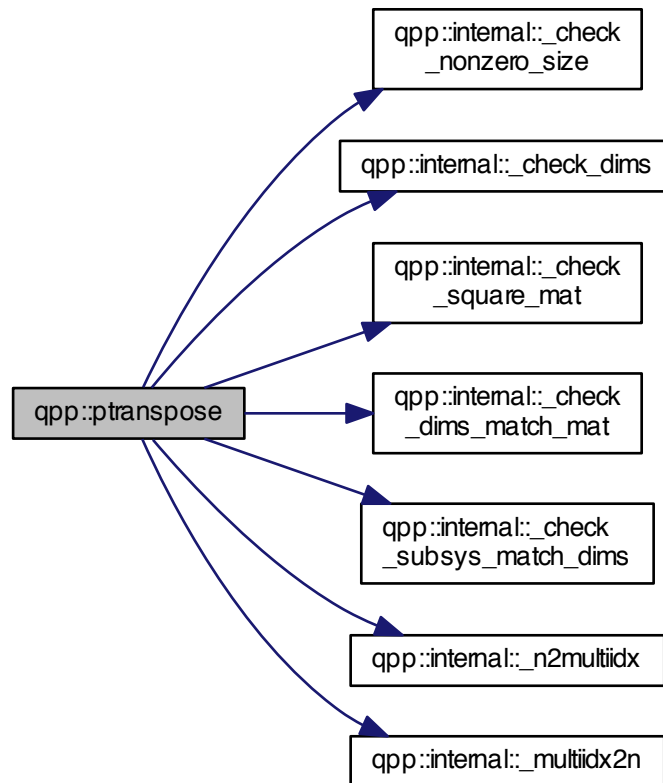 qpp::internal::_check
_nonzero_size
qpp::internal::_check_dims
qpp::internal::_check
_square_mat
qpp::ptranspose
qpp::internal::_check
_dims_match_mat
qpp::internal::_check
_subsys_match_dims
qpp::internal::_n2multiidx
qpp::internal::_multiidx2n